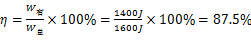 η = W有/W总 × 100% = 1400J/1600J × 100% = 87.5%